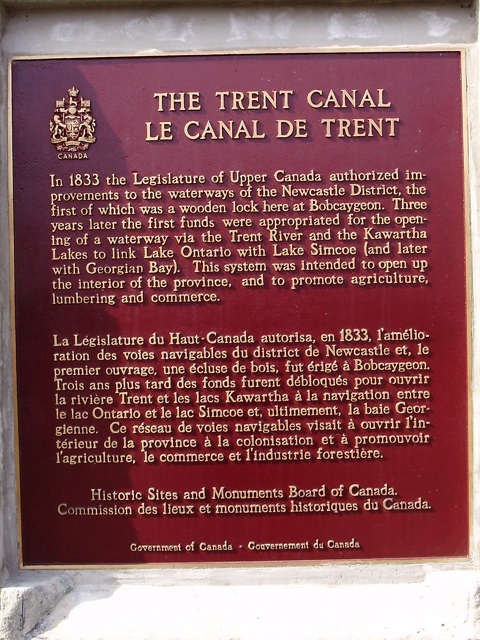 CANADA
THE TRENT CANAL
LE CANAL DE TRENT
In 1833 the Legislature of Upper Canada authorized im-
provements to the waterways of the Newcastle District, the
first of which was a wooden lock here at Bobcaygeon. Three
years later the first funds were appropriated for the open-
ing of a waterway via the Trent River and the Kawartha
Lakes to link Lake Ontario with Lake Simcoe (and later
with Georgian Bay). This system was intended to open up
the interior of the province, and to promote agriculture,
lumbering and commerce.
La Législature du Haut-Canada autorisa, en 1833, l'amélio-
ration des voies navigables du district de Newcastle et, le
premier ouvrage, une écluse de bois, fut érigé à Bobcaygeon.
Trois ans plus tard des fonds furent débloqués pour ouvrir
la rivière Trent et les lacs Kawartha à la navigation entre
le lac Ontario et le lac Simcoe et, ultimement, la baie Geor-
gienne. Ce réseau de voies navigables visait à ouvrir l'in-
térieur de la province à la colonisation et à promouvoir
l'agriculture, le commerce et l'industrie forestière.
Historic Sites and Monuments Board of Canada.
Commission des lieux et monuments historiques du Canada.
Government of Canada - Gouvernement du Canada